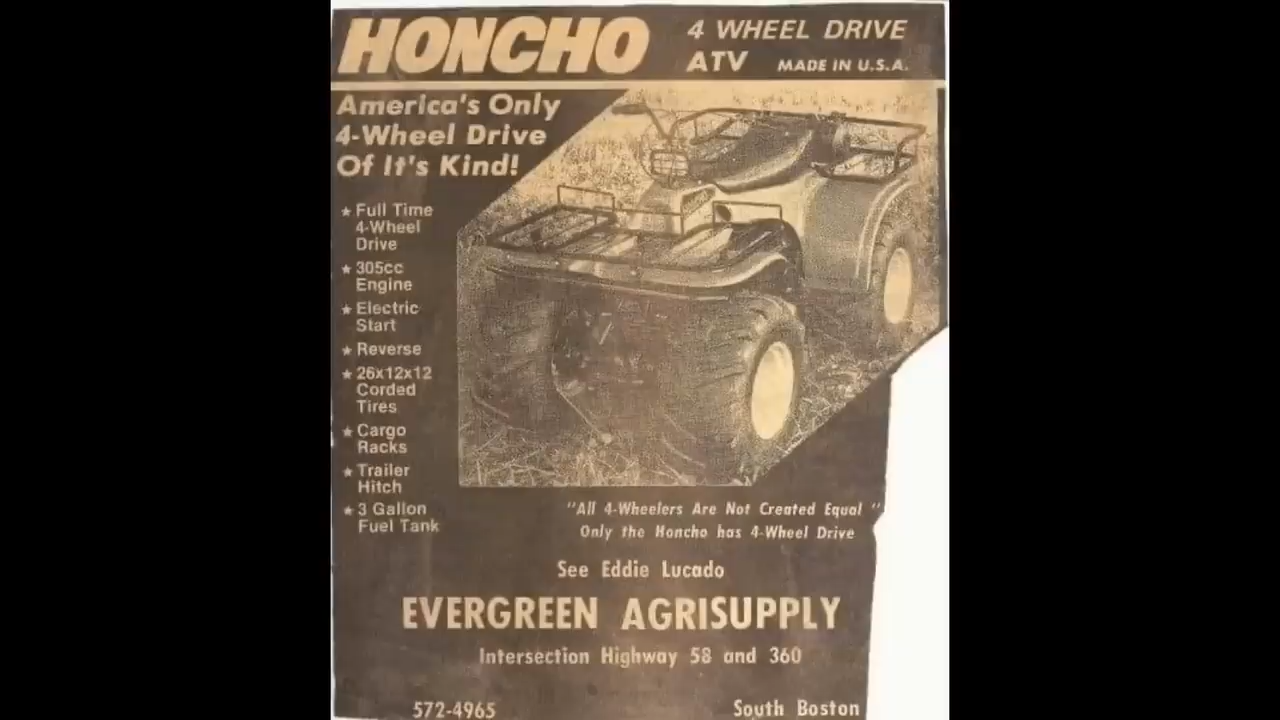 HONCHO
4 WHEEL DRIVE
ATV MADE IN U.S.A.
America's Only
4-Wheel Drive
Of It's Kind!
★ Full Time
4-Wheel
Drive
★ 305cc
Engine
★ Electric
Start
★ Reverse
★ 26x12x12
Corded
Tires
★ Cargo
Racks
★ Trailer
Hitch
★ 3 Gallon
Fuel Tank
"All 4-Wheelers Are Not Created Equal"
Only the Honcho has 4-Wheel Drive
See Eddie Lucado
EVERGREEN AGRISUPPLY
Intersection Highway 58 and 360
572-4965 South Boston